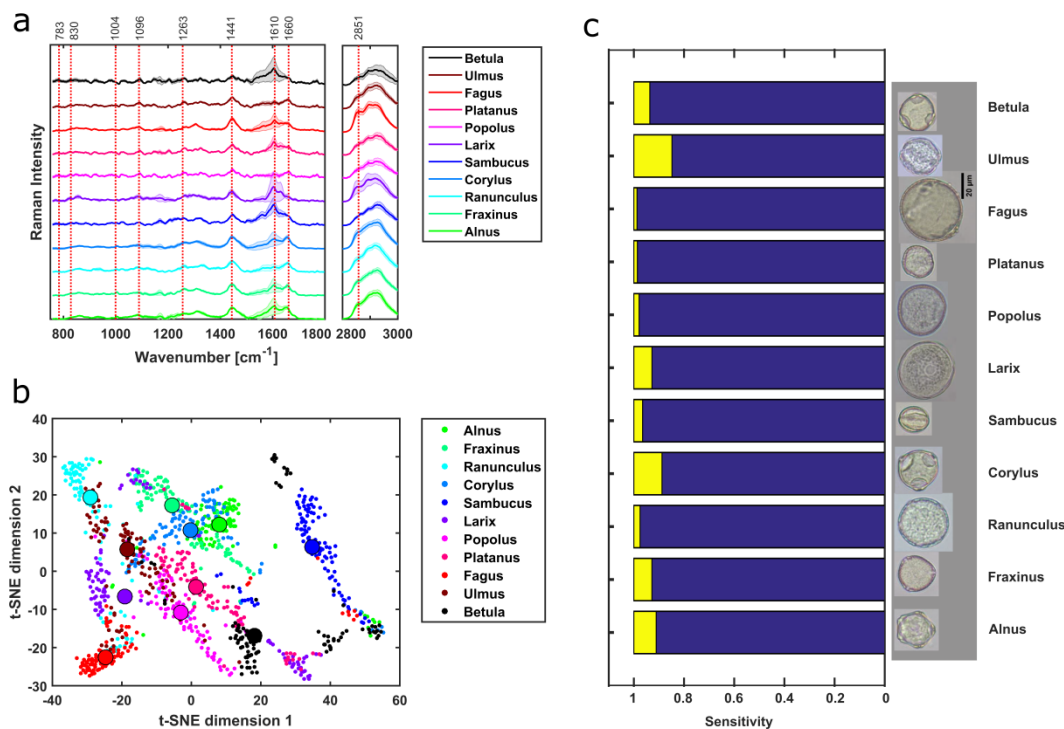 a
783
830
1004
1096
1263
1441
1610
1660
2851
Raman Intensity
800
1000
1200
1400
1600
1800
2800
3000
Wavenumber [cm-1]
Betula
Ulmus
Fagus
Platanus
Popolus
Larix
Sambucus
Corylus
Ranunculus
Fraxinus
Alnus
b
40
30
20
10
0
-10
-20
-30
t-SNE dimension 2
-40
-20
0
20
40
60
t-SNE dimension 1
Alnus
Fraxinus
Ranunculus
Corylus
Sambucus
Larix
Popolus
Platanus
Fagus
Ulmus
Betula
c
Betula
Ulmus
20 µm
Fagus
Platanus
Popolus
Larix
Sambucus
Corylus
Ranunculus
Fraxinus
Alnus
1
0.8
0.6
0.4
0.2
0
Sensitivity